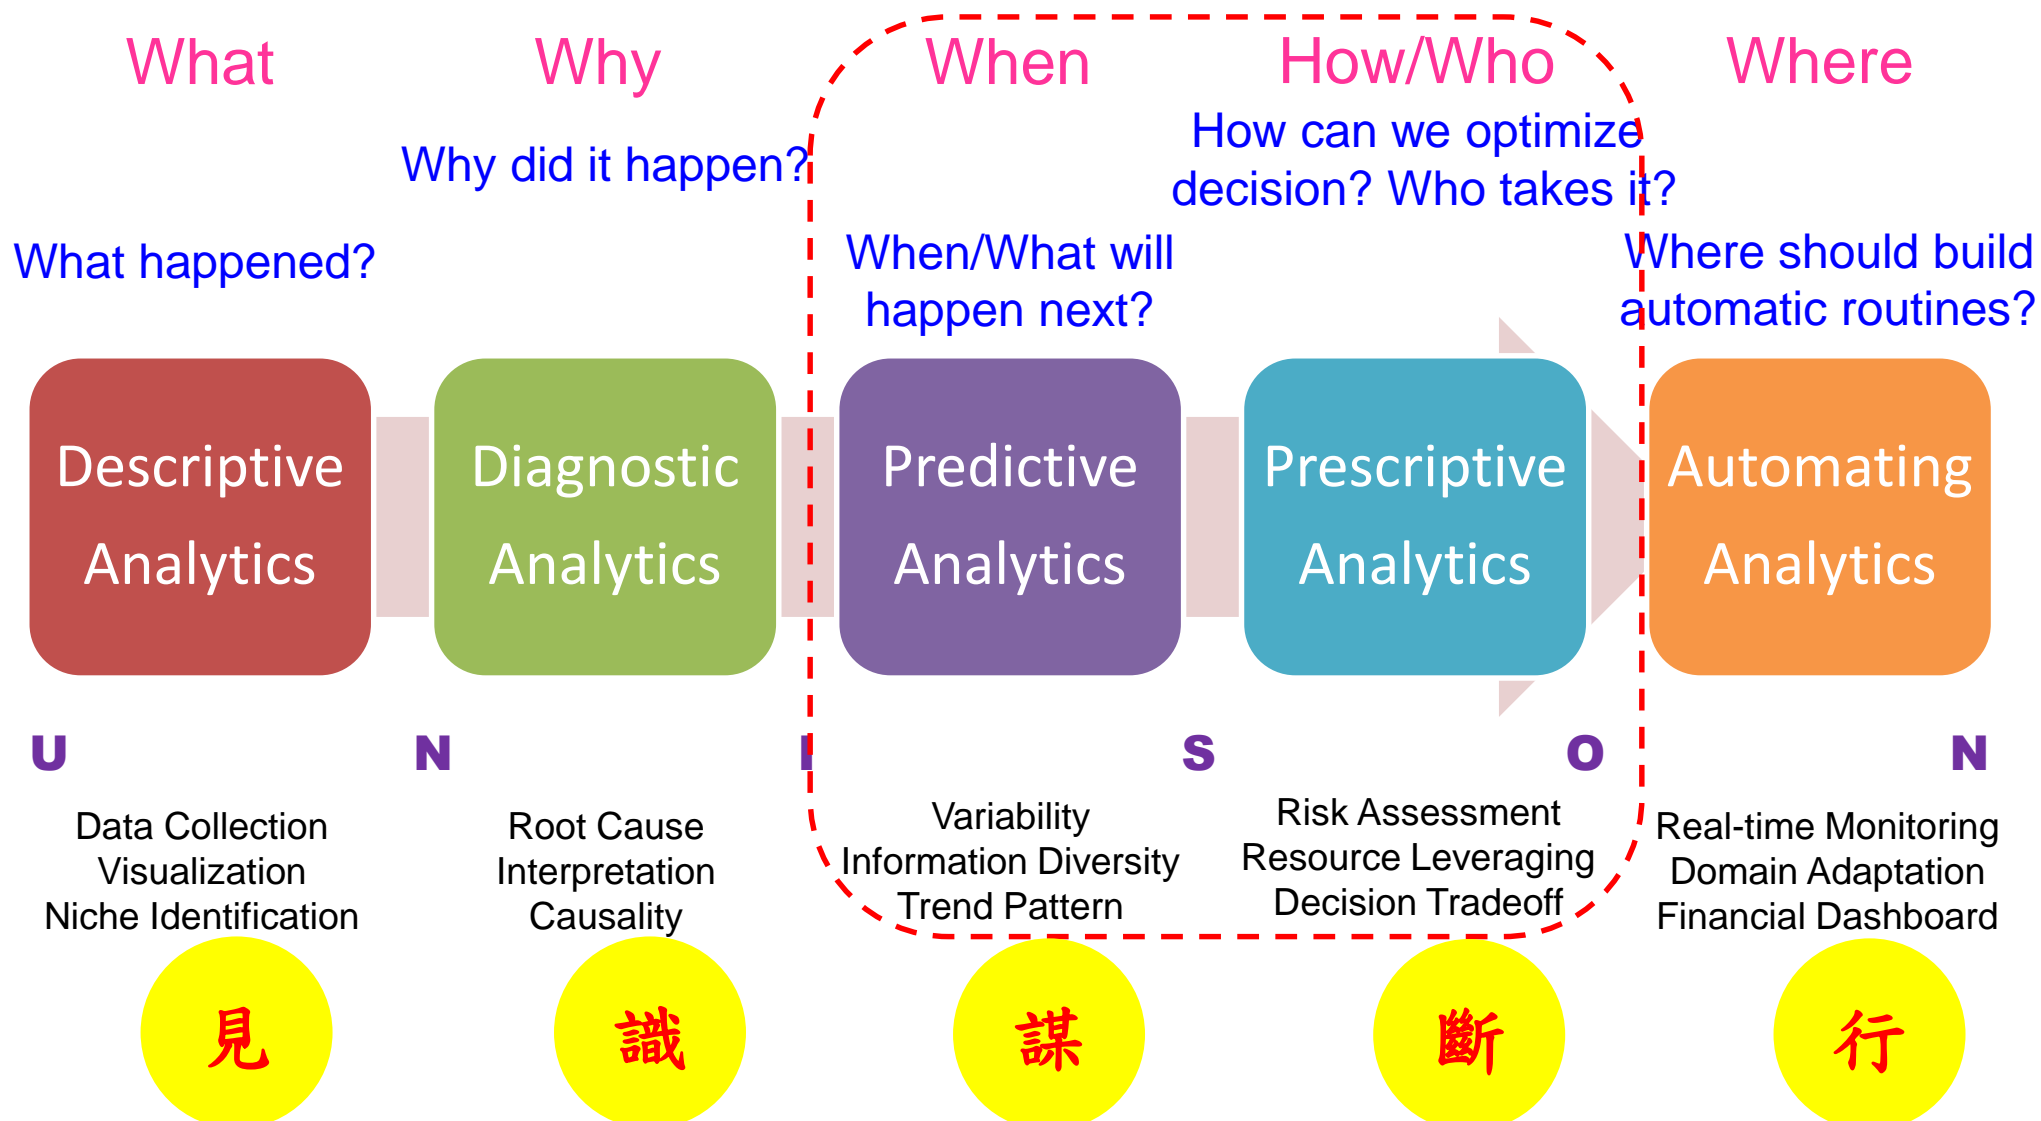 What
Why
When
How/Who
Where
What happened?
Why did it happen?
When/What will
happen next?
How can we optimize
decision? Who takes it?
Where should build
automatic routines?
Descriptive
Analytics
Diagnostic
Analytics
Predictive
Analytics
Prescriptive
Analytics
Automating
Analytics
U N I S O N
Data Collection
Visualization
Niche Identification
Root Cause
Interpretation
Causality
Variability
Information Diversity
Trend Pattern
Risk Assessment
Resource Leveraging
Decision Tradeoff
Real-time Monitoring
Domain Adaptation
Financial Dashboard
見
識
謀
斷
行